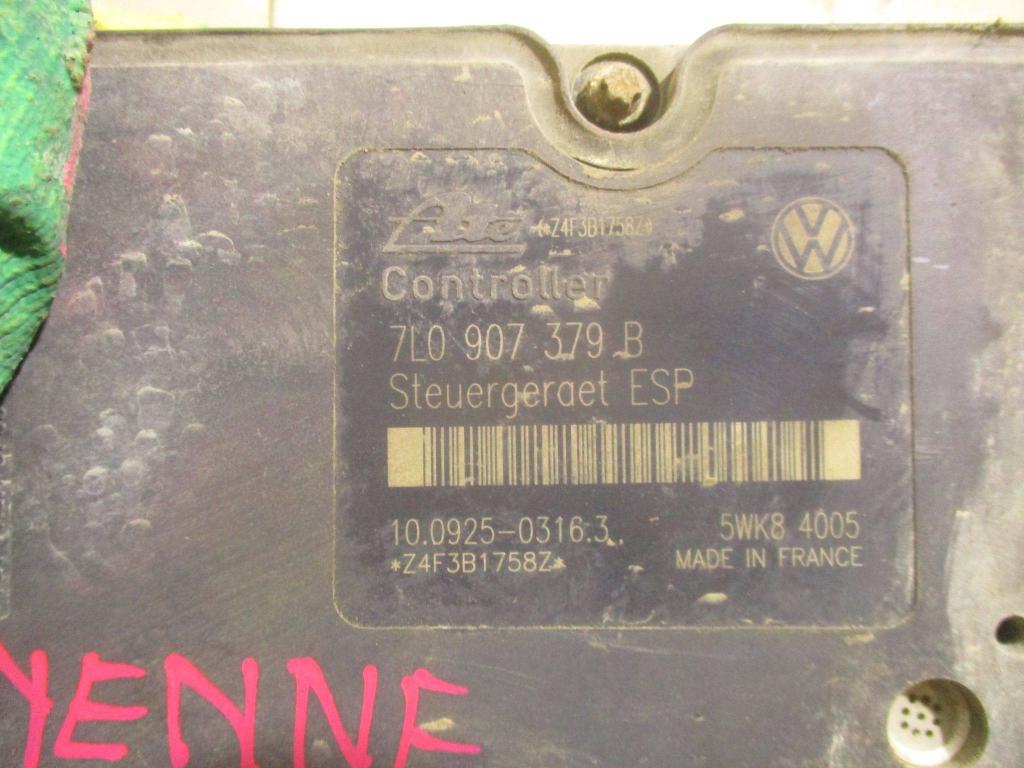 Ate *Z4F3B1758Z*
VW
Controller
7L0 907 379 B
Steuergeraet ESP
10.0925-0316.3 5WK8 4005
*Z4F3B1758Z* MADE IN FRANCE
YENNE